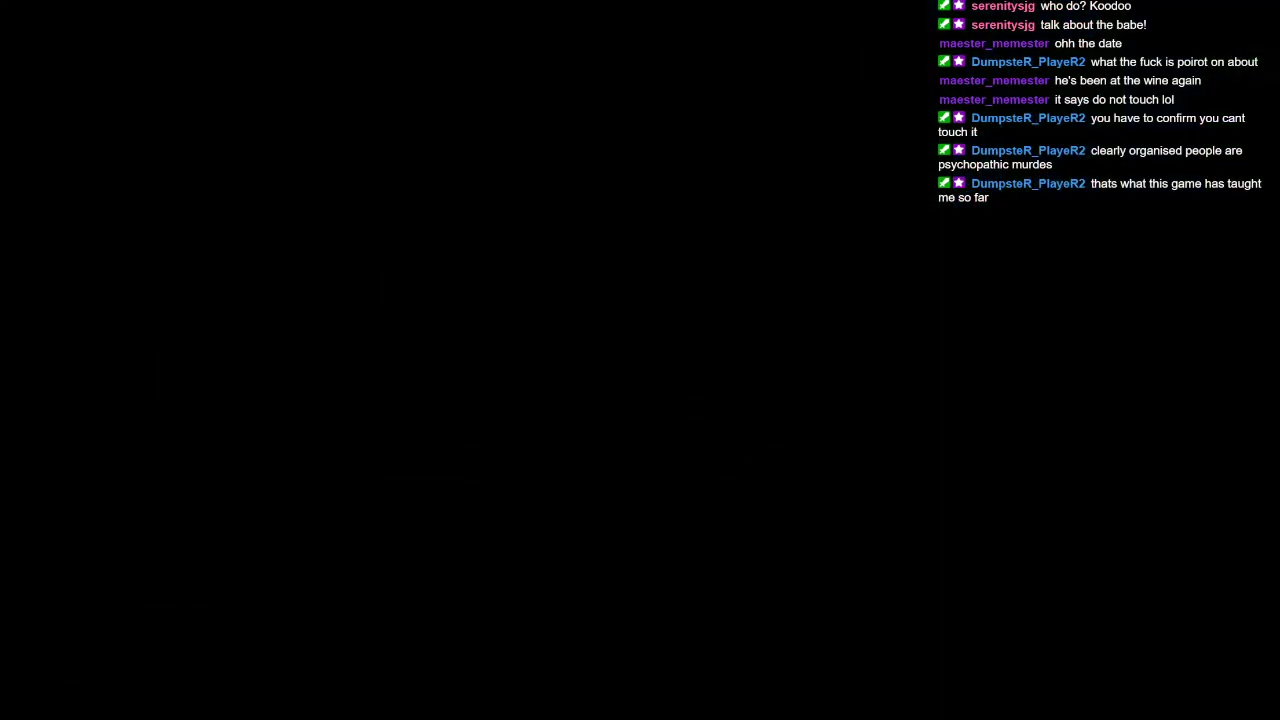 serenitysjg who do? Koodoo
serenitysjg talk about the babe!
maester_memester ohh the date
DumpsteR_PlayeR2 what the fuck is poirot on about
maester_memester he's been at the wine again
maester_memester it says do not touch lol
DumpsteR_PlayeR2 you have to confirm you cant
touch it
DumpsteR_PlayeR2 clearly organised people are
psychopathic murdes
DumpsteR_PlayeR2 thats what this game has taught
me so far